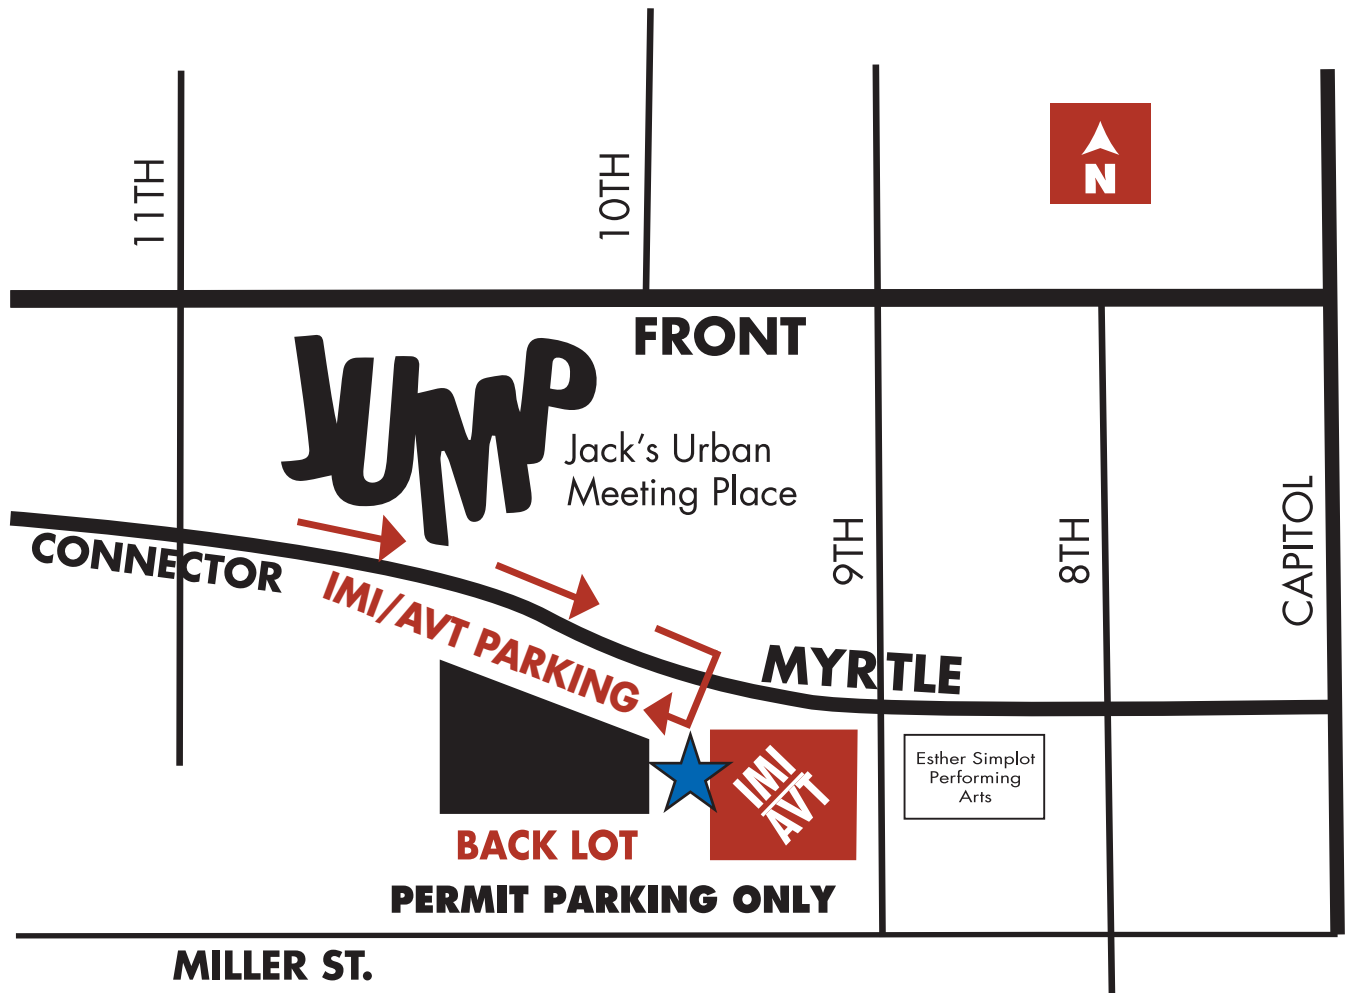 11TH
10TH
N
FRONT
JUMP
Jack's Urban
Meeting Place
9TH
8TH
CAPITOL
CONNECTOR
IMI/AVT PARKING
MYRTLE
IMI
AVT
Esther Simplot
Performing
Arts
BACK LOT
PERMIT PARKING ONLY
MILLER ST.